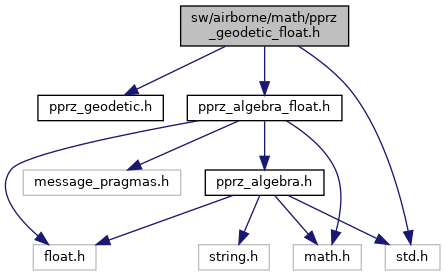 sw/airborne/math/pprz
_geodetic_float.h
pprz_geodetic.h
pprz_algebra_float.h
message_pragmas.h
pprz_algebra.h
float.h
string.h
math.h
std.h